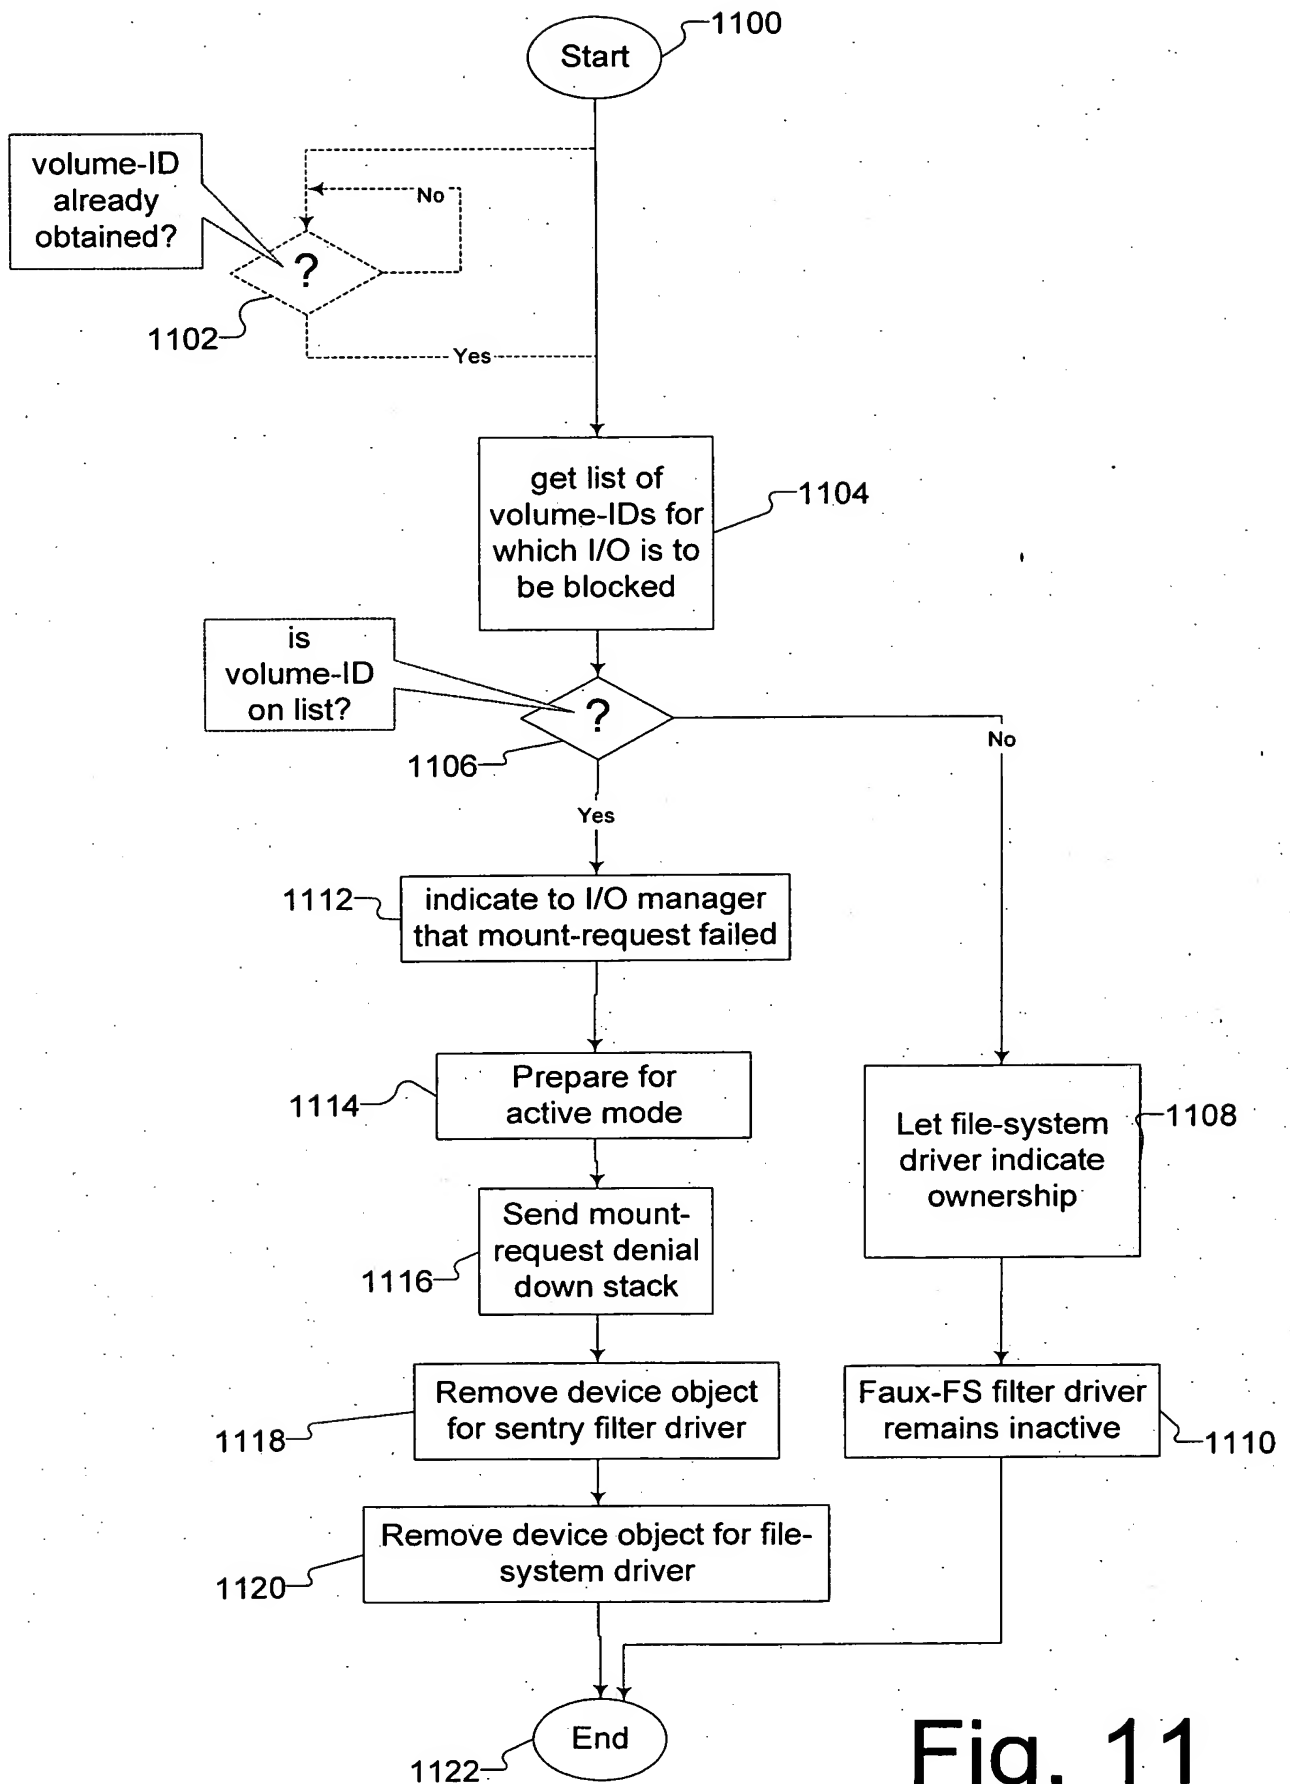 Start
1100
volume-ID
already
obtained?
No
?
1102
Yes
get list of
volume-IDs for
which I/O is to
be blocked
1104
is
volume-ID
on list?
?
1106
No
Yes
1112
indicate to I/O manager
that mount-request failed
1114
Prepare for
active mode
Let file-system
driver indicate
ownership
1108
Send mount-
request denial
down stack
1116
Remove device object
for sentry filter driver
1118
Faux-FS filter driver
remains inactive
1110
Remove device object for file-
system driver
1120
End
1122
Fig. 11